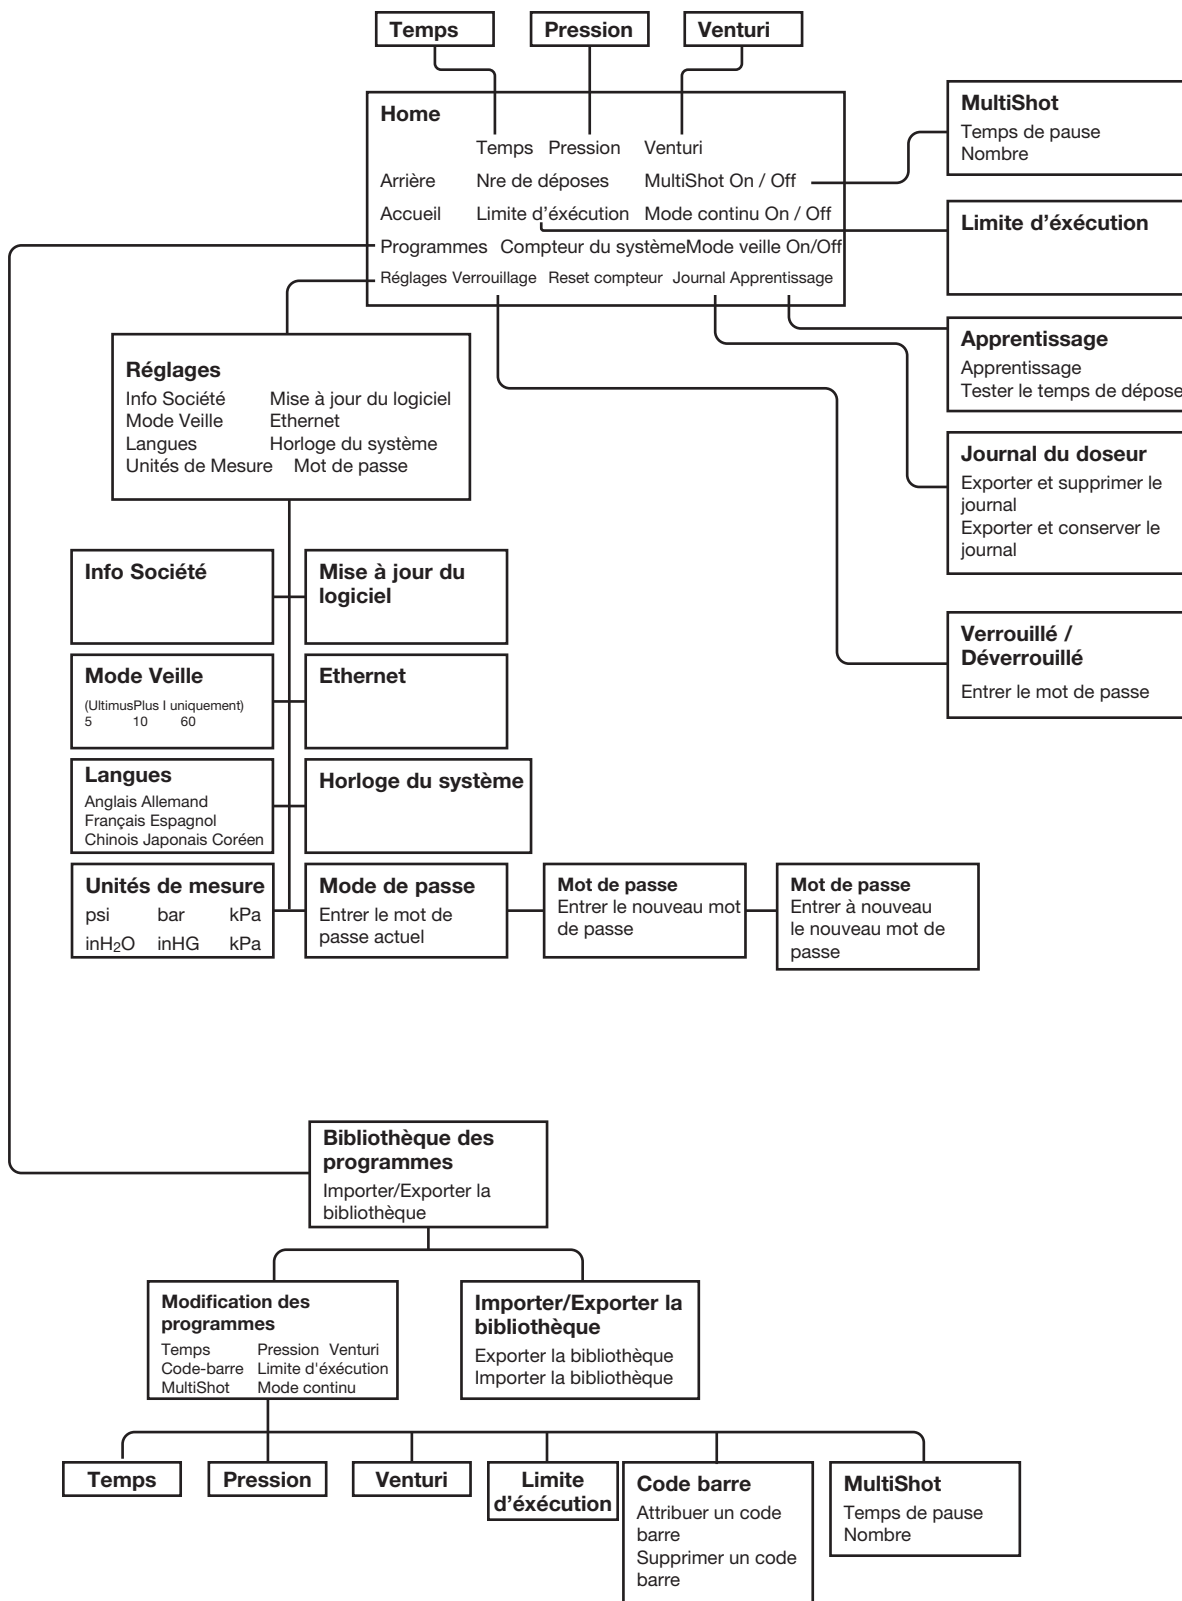 Temps
Pression
Venturi
Home
Temps Pression Venturi
Arrière Nre de déposes MultiShot On / Off
Accueil Limite d'éxécution Mode continu On / Off
Programmes Compteur du systèmeMode veille On/Off
Réglages Verrouillage Reset compteur Journal Apprentissage
MultiShot
Temps de pause
Nombre
Limite d'éxécution
Apprentissage
Apprentissage
Tester le temps de dépose
Journal du doseur
Exporter et supprimer le
journal
Exporter et conserver le
journal
Verrouillé /
Déverrouillé
Entrer le mot de passe
Réglages
Info Société Mise à jour du logiciel
Mode Veille Ethernet
Langues Horloge du système
Unités de Mesure Mot de passe
Info Société
Mise à jour du
logiciel
Mode Veille
(UltimusPlus I uniquement)
5 10 60
Ethernet
Langues
Anglais Allemand
Français Espagnol
Chinois Japonais Coréen
Horloge du système
Unités de mesure
psi bar kPa
inH₂O inHG kPa
Mode de passe
Entrer le mot de
passe actuel
Mot de passe
Entrer le nouveau mot
de passe
Mot de passe
Entrer à nouveau
le nouveau mot de
passe
Bibliothèque des
programmes
Importer/Exporter la
bibliothèque
Modification des
programmes
Temps Pression Venturi
Code-barre Limite d'éxécution
MultiShot Mode continu
Importer/Exporter la
bibliothèque
Exporter la bibliothèque
Importer la bibliothèque
Temps
Pression
Venturi
Limite
d'éxécution
Code barre
Attribuer un code
barre
Supprimer un code
barre
MultiShot
Temps de pause
Nombre